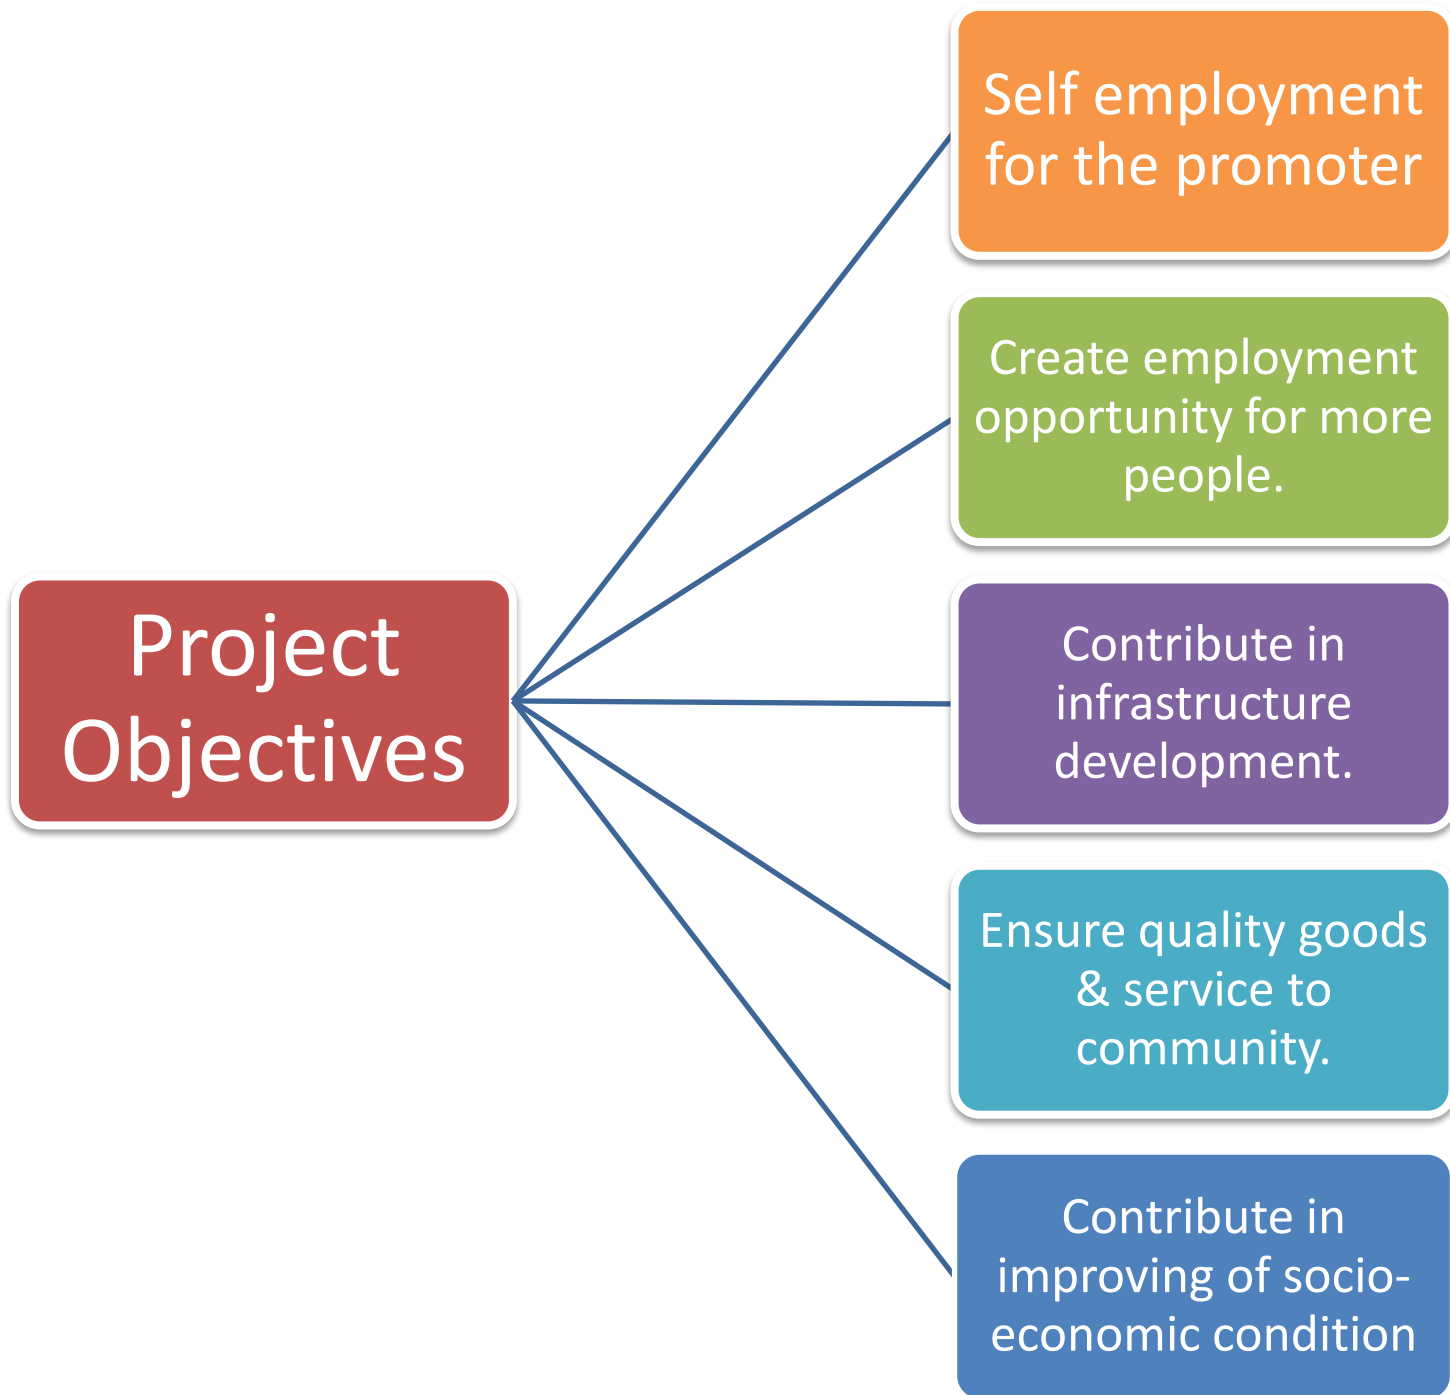 Project
Objectives
Self employment
for the promoter
Create employment
opportunity for more
people.
Contribute in
infrastructure
development.
Ensure quality goods
& service to
community.
Contribute in
improving of socio-
economic condition